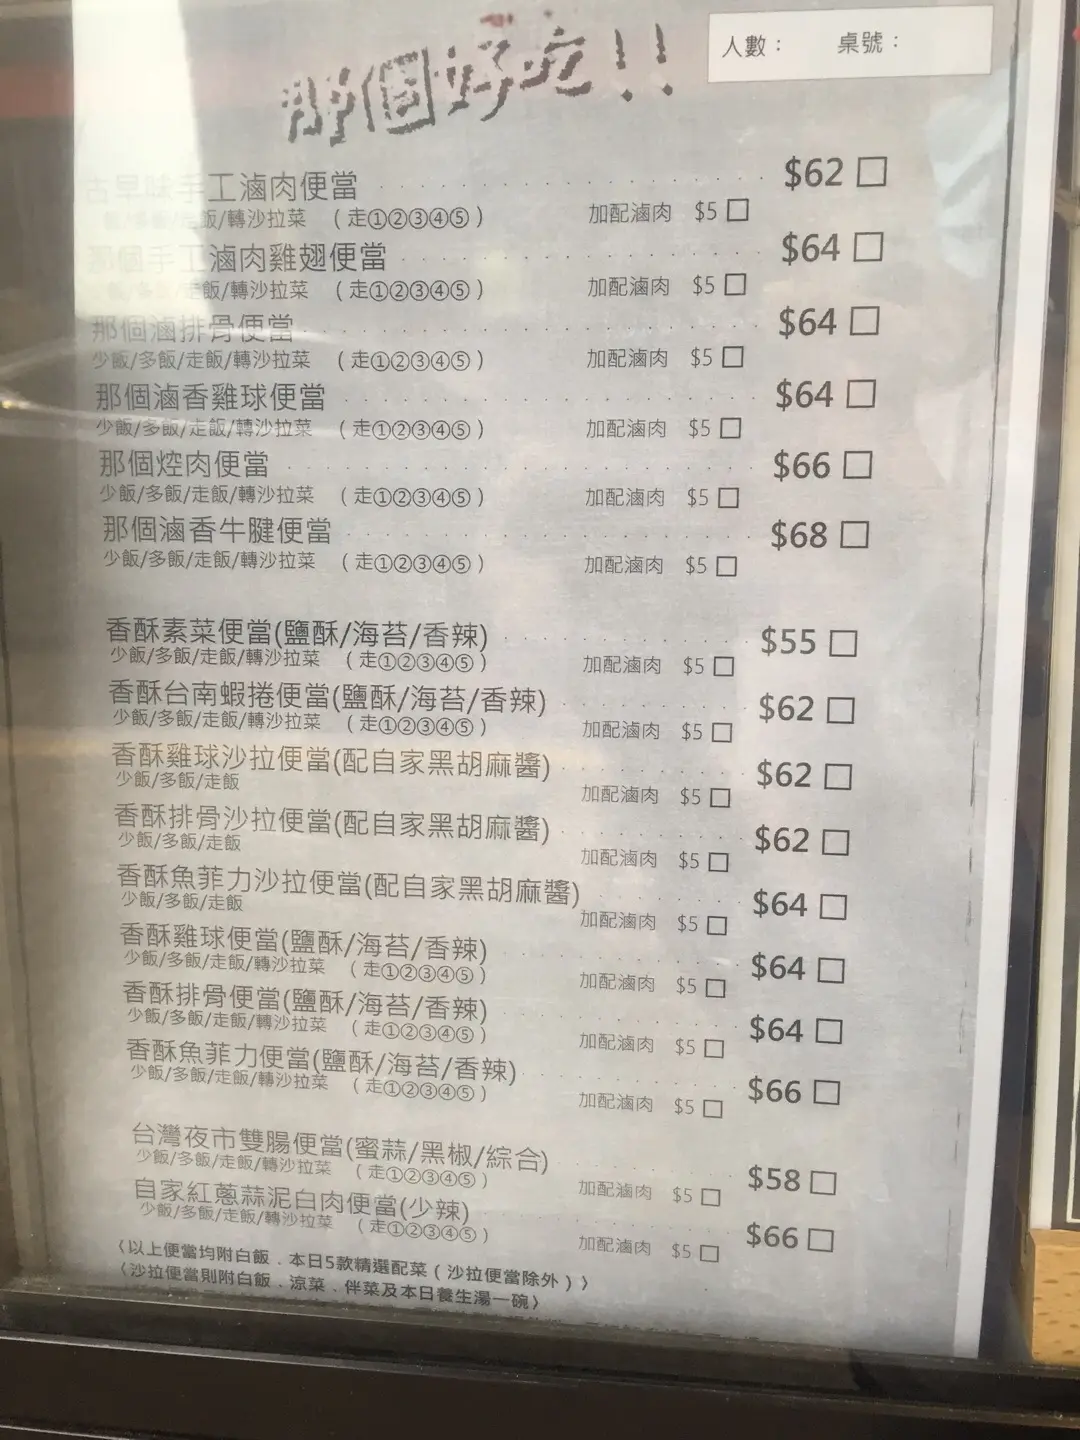 那個好吃!!
人數： 桌號：
早味手工滷肉便當 $62 □
走飯/轉沙拉菜 (走①②③④⑤) 加配滷肉 $5 □
那個手工滷肉雞翅便當 $64 □
走飯/轉沙拉菜 (走①②③④⑤) 加配滷肉 $5 □
那個滷排骨便當 $64 □
少飯/多飯/走飯/轉沙拉菜 (走①②③④⑤) 加配滷肉 $5 □
那個滷香雞球便當 $64 □
少飯/多飯/走飯/轉沙拉菜 (走①②③④⑤) 加配滷肉 $5 □
那個焢肉便當 $66 □
少飯/多飯/走飯/轉沙拉菜 (走①②③④⑤) 加配滷肉 $5 □
那個滷香牛腱便當 $68 □
少飯/多飯/走飯/轉沙拉菜 (走①②③④⑤) 加配滷肉 $5 □
香酥素菜便當(鹽酥/海苔/香辣) $55 □
少飯/多飯/走飯/轉沙拉菜 (走①②③④⑤) 加配滷肉 $5 □
香酥台南蝦捲便當(鹽酥/海苔/香辣) $62 □
少飯/多飯/走飯/轉沙拉菜 (走①②③④⑤) 加配滷肉 $5 □
香酥雞球沙拉便當(配自家黑胡麻醬) $62 □
少飯/多飯/走飯 加配滷肉 $5 □
香酥排骨沙拉便當(配自家黑胡麻醬) $62 □
少飯/多飯/走飯 加配滷肉 $5 □
香酥魚菲力沙拉便當(配自家黑胡麻醬) $64 □
少飯/多飯/走飯 加配滷肉 $5 □
香酥雞球便當(鹽酥/海苔/香辣) $64 □
少飯/多飯/走飯/轉沙拉菜 (走①②③④⑤) 加配滷肉 $5 □
香酥排骨便當(鹽酥/海苔/香辣) $64 □
少飯/多飯/走飯/轉沙拉菜 (走①②③④⑤) 加配滷肉 $5 □
香酥魚菲力便當(鹽酥/海苔/香辣) $66 □
少飯/多飯/走飯/轉沙拉菜 (走①②③④⑤) 加配滷肉 $5 □
台灣夜市雙腸便當(蜜蒜/黑椒/綜合) $58 □
少飯/多飯/走飯/轉沙拉菜 (走①②③④⑤) 加配滷肉 $5 □
自家紅蔥蒜泥白肉便當(少辣) $66 □
少飯/多飯/走飯/轉沙拉菜 (走①②③④⑤) 加配滷肉 $5 □
〈以上便當均附白飯．本日5款精選配菜(沙拉便當除外)〉
〈沙拉便當則附白飯．涼菜．伴菜及本日養生湯一碗〉